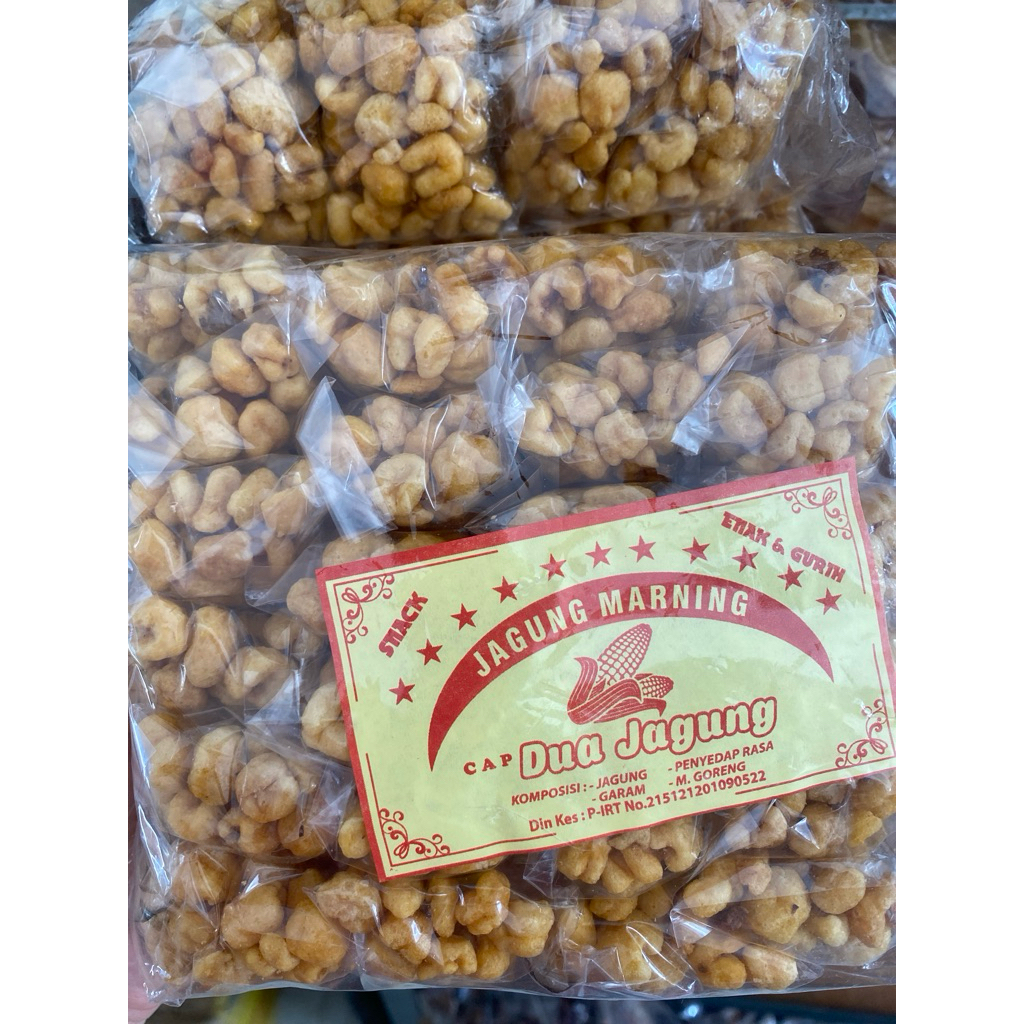 SNACK
ENAK & GURIH
JAGUNG MARNING
CAP Dua Jagung
KOMPOSISI : - JAGUNG - PENYEDAP RASA
- GARAM - M. GORENG
Din Kes : P-IRT No.215121201090522